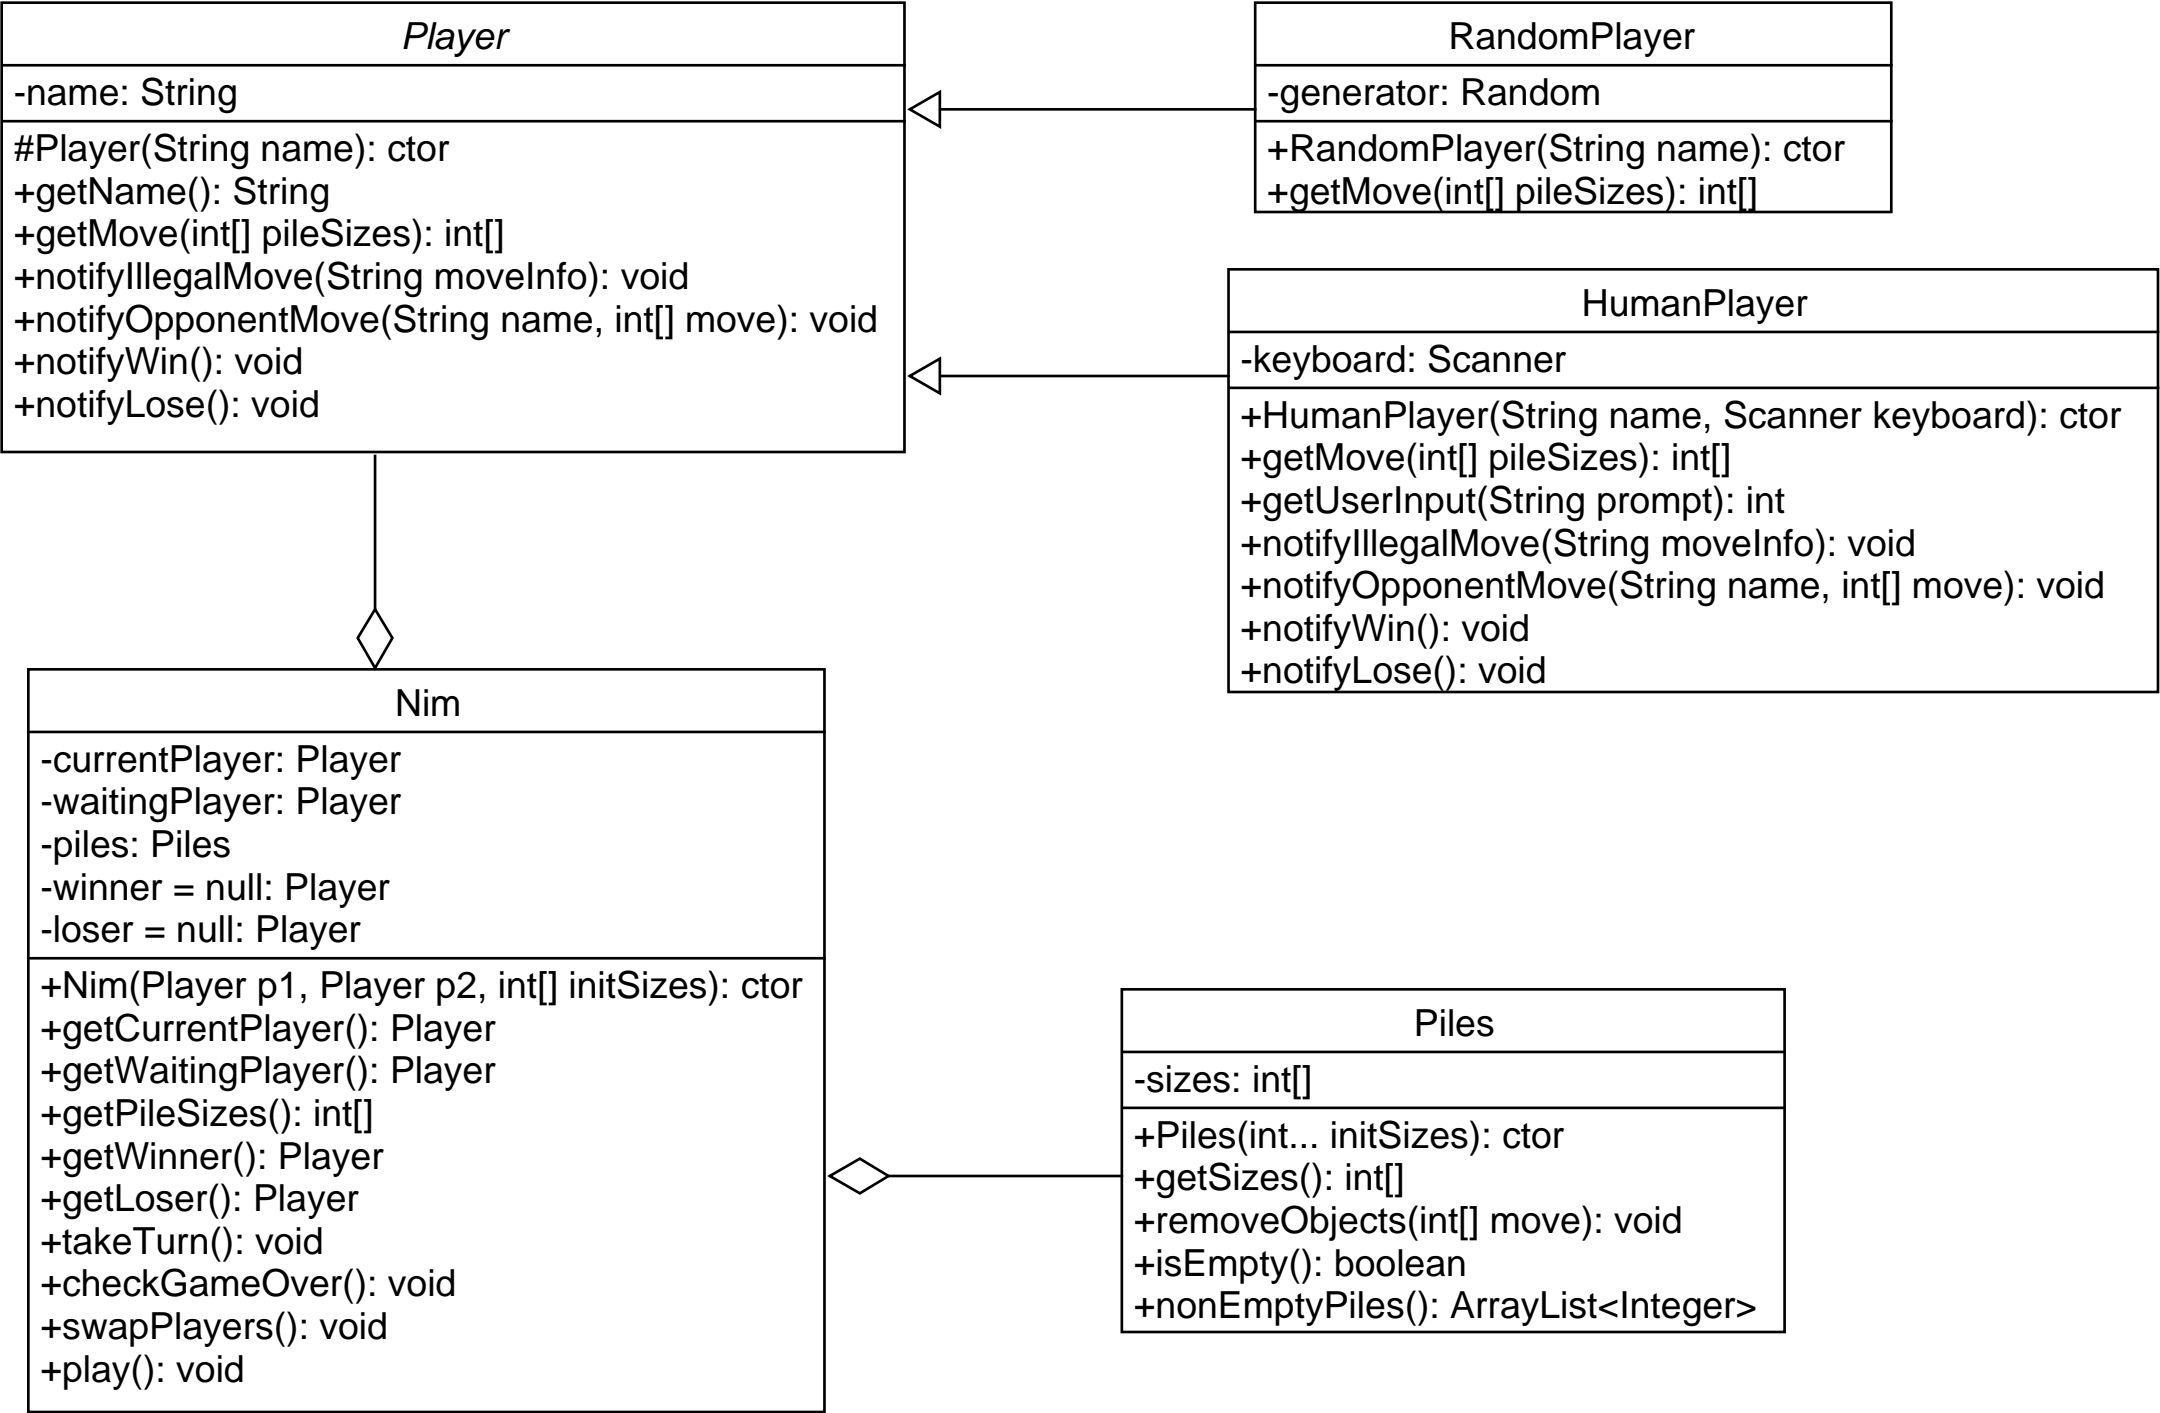 Player
-name: String
#Player(String name): ctor
+getName(): String
+getMove(int[] pileSizes): int[]
+notifyIllegalMove(String moveInfo): void
+notifyOpponentMove(String name, int[] move): void
+notifyWin(): void
+notifyLose(): void
RandomPlayer
-generator: Random
+RandomPlayer(String name): ctor
+getMove(int[] pileSizes): int[]
HumanPlayer
-keyboard: Scanner
+HumanPlayer(String name, Scanner keyboard): ctor
+getMove(int[] pileSizes): int[]
+getUserInput(String prompt): int
+notifyIllegalMove(String moveInfo): void
+notifyOpponentMove(String name, int[] move): void
+notifyWin(): void
+notifyLose(): void
Nim
-currentPlayer: Player
-waitingPlayer: Player
-piles: Piles
-winner = null: Player
-loser = null: Player
+Nim(Player p1, Player p2, int[] initSizes): ctor
+getCurrentPlayer(): Player
+getWaitingPlayer(): Player
+getPileSizes(): int[]
+getWinner(): Player
+getLoser(): Player
+takeTurn(): void
+checkGameOver(): void
+swapPlayers(): void
+play(): void
Piles
-sizes: int[]
+Piles(int... initSizes): ctor
+getSizes(): int[]
+removeObjects(int[] move): void
+isEmpty(): boolean
+nonEmptyPiles(): ArrayList<Integer>